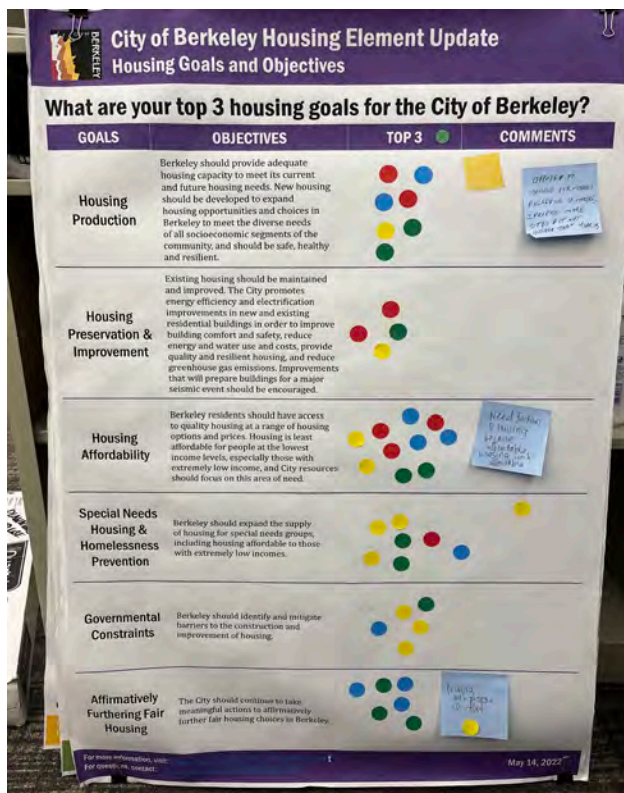 BERKELEY
City of Berkeley Housing Element Update
Housing Goals and Objectives
What are your top 3 housing goals for the City of Berkeley?
GOALS OBJECTIVES TOP 3 COMMENTS
Housing
Production
Berkeley should provide adequate
housing capacity to meet its current
and future housing needs. New housing
should be developed to expand
housing opportunities and choices in
Berkeley to meet the diverse needs
of all socioeconomic segments of the
community, and should be safe, healthy
and resilient.
Housing
Preservation &
Improvement
Existing housing should be maintained
and improved. The City promotes
energy efficiency and electrification
improvements in new and existing
residential buildings in order to improve
building comfort and safety, reduce
energy and water use and costs, provide
quality and resilient housing, and reduce
greenhouse gas emissions. Improvements
that will prepare buildings for a major
seismic event should be encouraged.
Housing
Affordability
Berkeley residents should have access
to quality housing at a range of housing
options and prices. Housing is least
affordable for people at the lowest
income levels, especially those with
extremely low income, and City resources
should focus on this area of need.
Need
housing
Special Needs
Housing &
Homelessness
Prevention
Berkeley should expand the supply
of housing for special needs groups,
including housing affordable to those
with extremely low incomes.
Governmental
Constraints
Berkeley should identify and mitigate
barriers to the construction and
improvement of housing.
Affirmatively
Furthering Fair
Housing
The City should continue to take
meaningful actions to affirmatively
further fair housing choices in Berkeley.
For more information, visit:
For questions, contact:
1
May 14, 2022